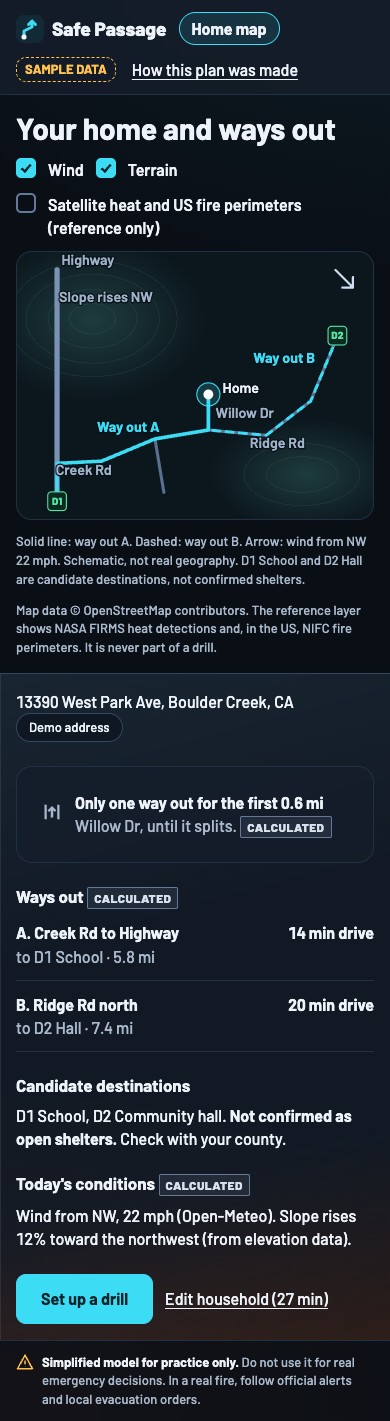 Safe Passage
Home map
SAMPLE DATA
How this plan was made
Your home and ways out
Wind
Terrain
Satellite heat and US fire perimeters
(reference only)
Highway
Slope rises NW
D2
Way out B
Home
Willow Dr
Way out A
Ridge Rd
Creek Rd
D1
Solid line: way out A. Dashed: way out B. Arrow: wind from NW
22 mph. Schematic, not real geography. D1 School and D2 Hall
are candidate destinations, not confirmed shelters.
Map data © OpenStreetMap contributors. The reference layer
shows NASA FIRMS heat detections and, in the US, NIFC fire
perimeters. It is never part of a drill.
13390 West Park Ave, Boulder Creek, CA
Demo address
Only one way out for the first 0.6 mi
Willow Dr, until it splits. CALCULATED
Ways out CALCULATED
A. Creek Rd to Highway 14 min drive
to D1 School · 5.8 mi
B. Ridge Rd north 20 min drive
to D2 Hall · 7.4 mi
Candidate destinations
D1 School, D2 Community hall. Not confirmed as
open shelters. Check with your county.
Today's conditions CALCULATED
Wind from NW, 22 mph (Open-Meteo). Slope rises
12% toward the northwest (from elevation data).
Set up a drill
Edit household (27 min)
Simplified model for practice only. Do not use it for real
emergency decisions. In a real fire, follow official alerts
and local evacuation orders.